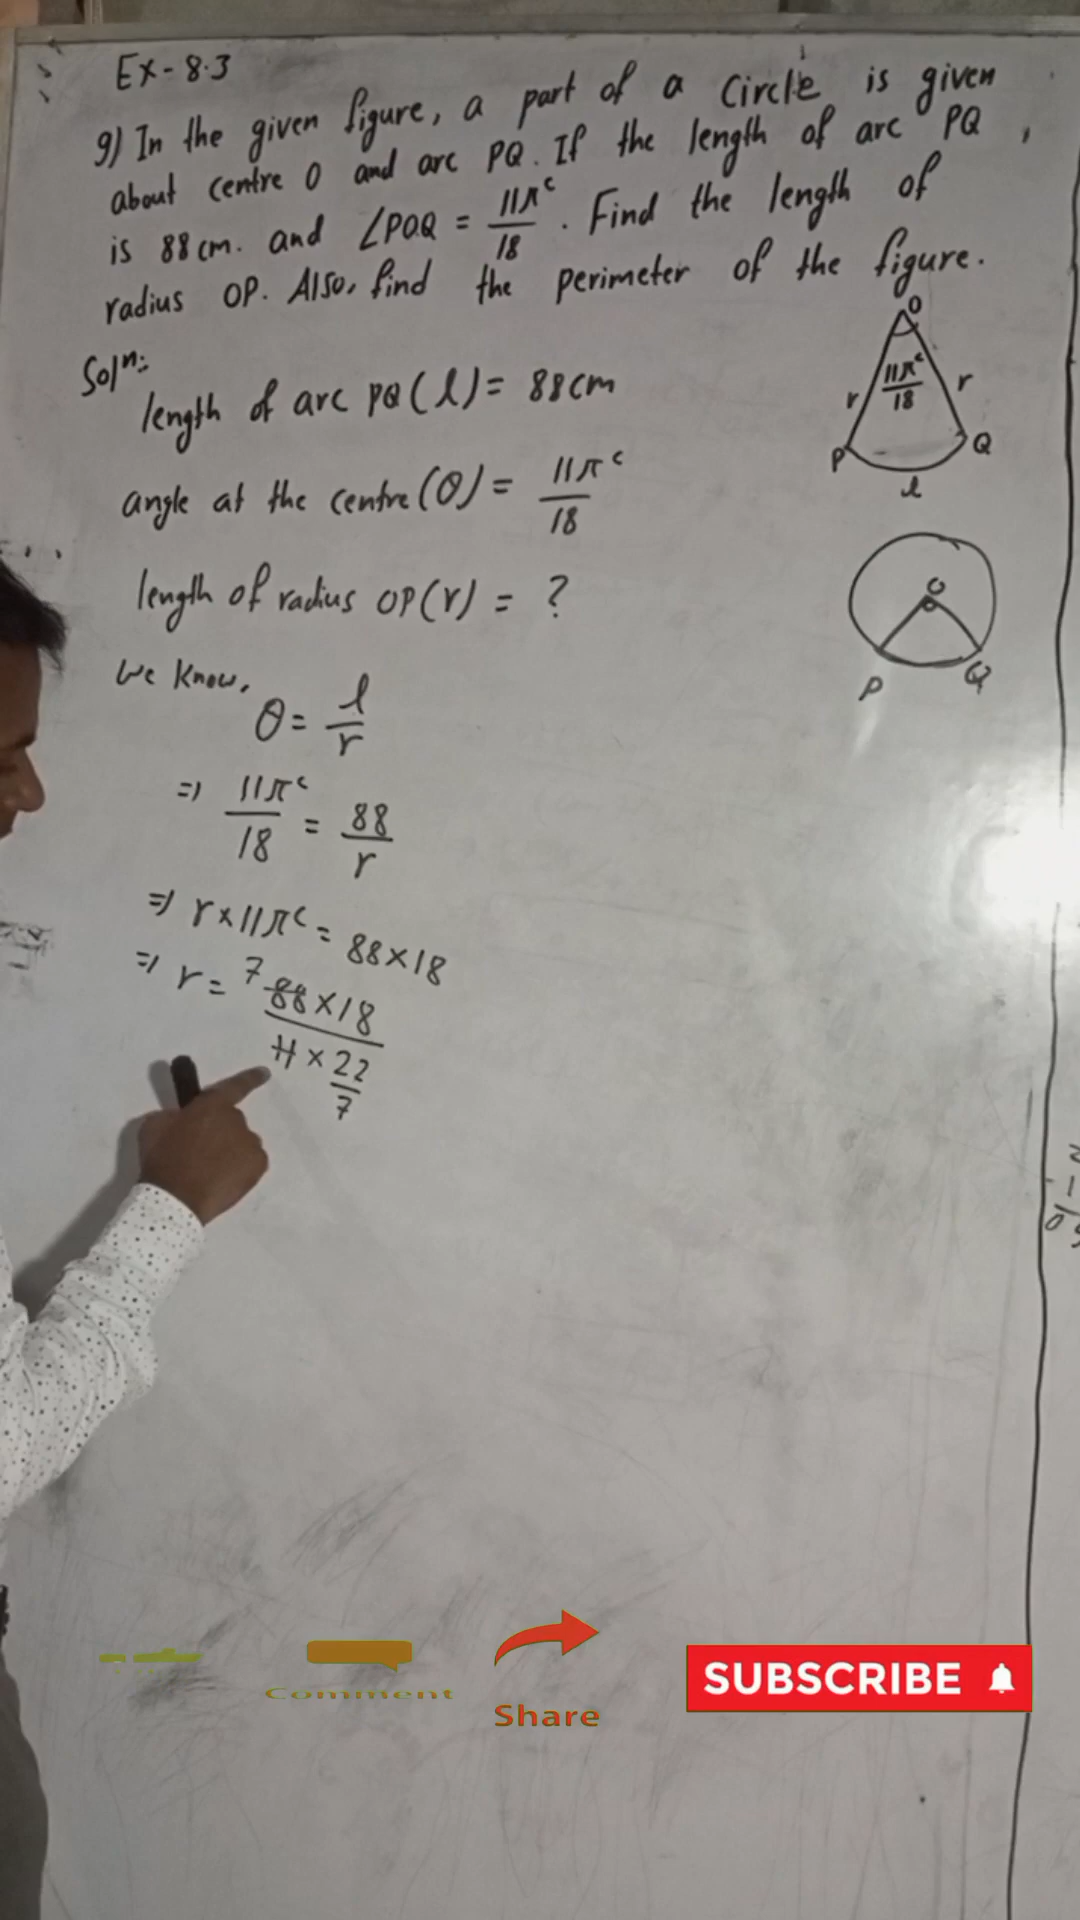 Ex-8.3
9) In the given figure, a part of a circle is given
about centre O and arc PQ. If the length of arc PQ ,
is 88cm. and ∠POQ = 11π^c/18 . Find the length of
radius OP. Also, find the perimeter of the figure.
O
11π^c/18
r
r
P
Q
l
Solⁿ:
length of arc PQ(l) = 88cm
angle at the centre (θ) = 11π^c/18
O
P
Q
length of radius OP(r) = ?
We know,
θ = l/r
⇒ 11π^c/18 = 88/r
⇒ r×11π^c = 88×18
⇒ r = 7 88×18/11×22/7
Comment
Share
SUBSCRIBE